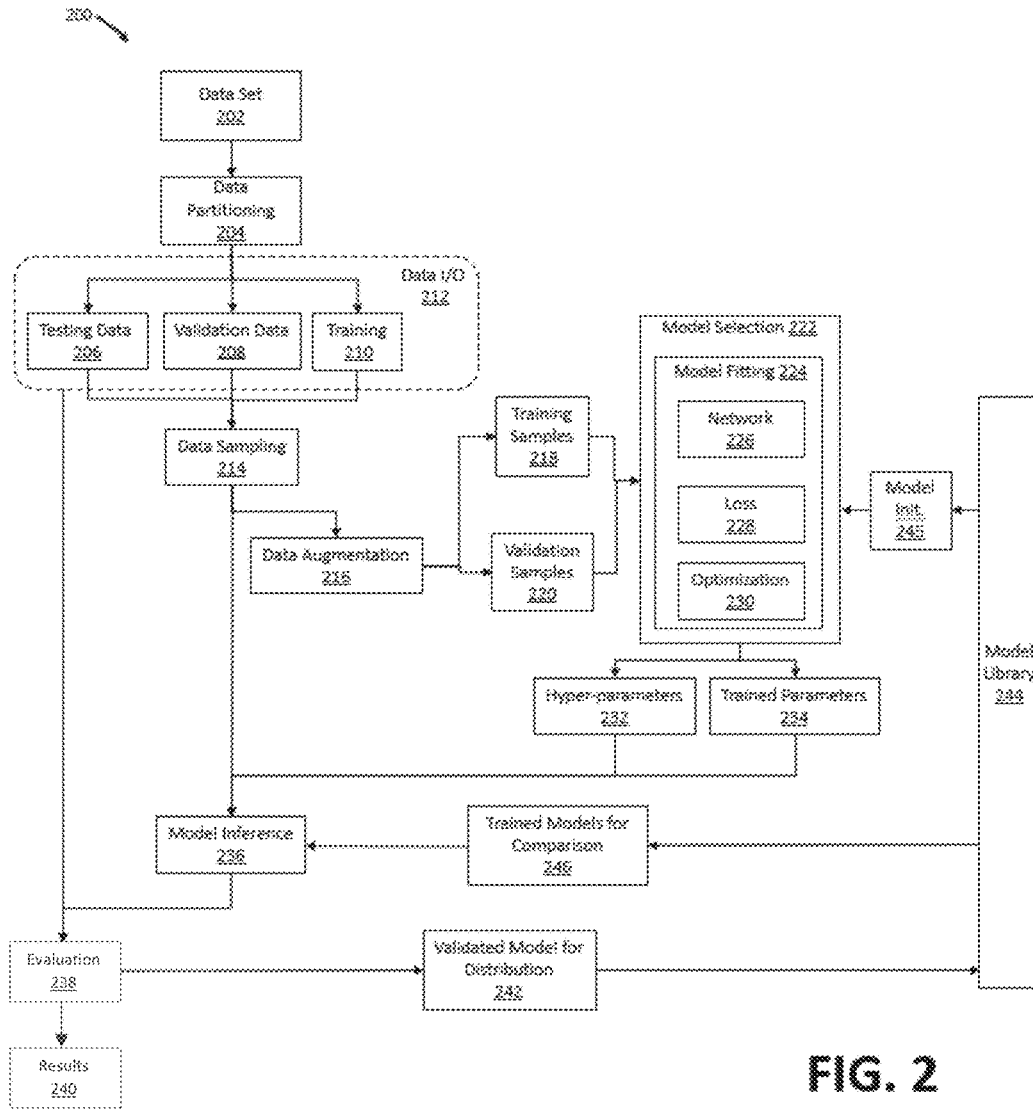 200
Data Set
202
Data
Partitioning
204
Data I/O
212
Testing Data
206
Validation Data
208
Training
210
Model Selection 222
Model Fitting 224
Network
226
Loss
228
Optimization
230
Training
Samples
218
Data Sampling
214
Model
Init.
245
Data Augmentation
216
Validation
Samples
220
Model
Library
244
Hyper-parameters
232
Trained Parameters
234
Model Inference
236
Trained Models for
Comparison
246
Evaluation
238
Validated Model for
Distribution
242
Results
240
FIG. 2